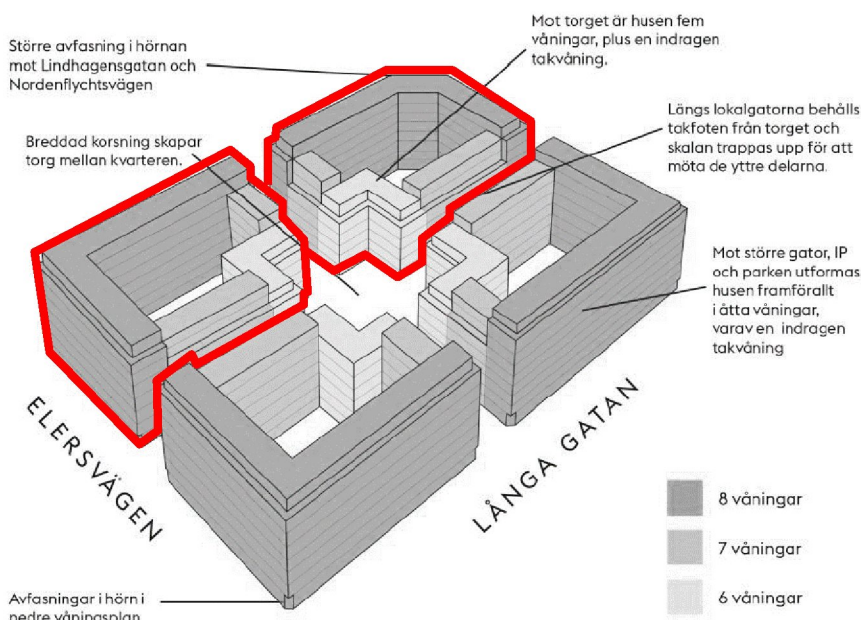 Större avfasning i hörnan
mot Lindhagensgatan och
Nordenflychtsvägen
Mot torget är husen fem
våningar, plus en indragen
takvåning.
Breddad korsning skapar
torg mellan kvarteren.
Längs lokalgatorna behålls
takfoten från torget och
skalan trappas upp för att
möta de yttre delarna.
Mot större gator, IP
och parken utformas
husen framförallt
i åtta våningar,
varav en indragen
takvåning
ELERSVÄGEN
LÅNGA GATAN
8 våningar
7 våningar
6 våningar
Avfasningar i hörn i
nedre våningsplan